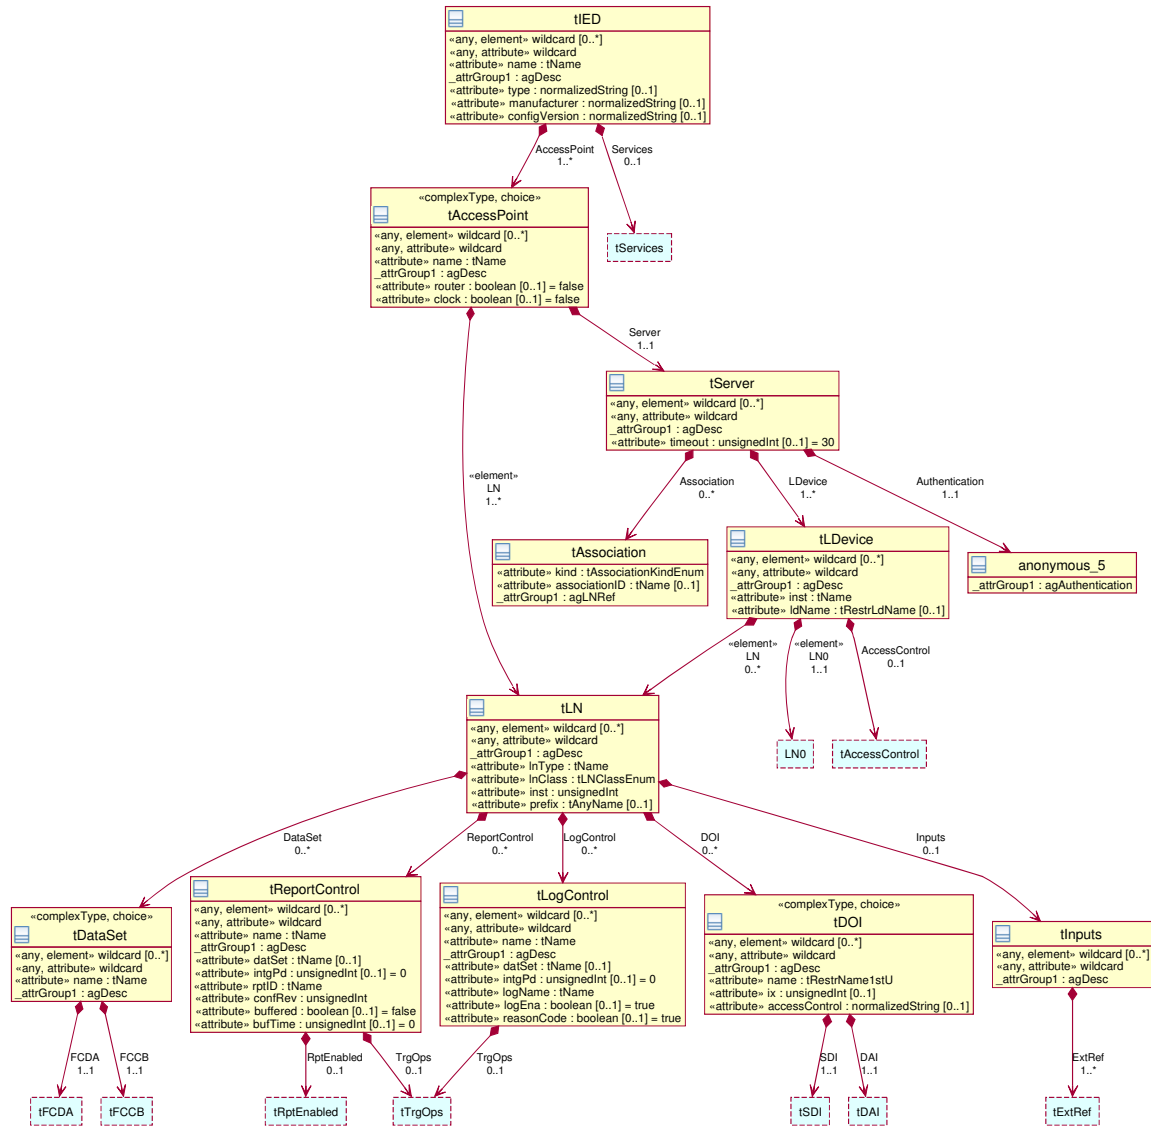 tIED
«any, element» wildcard [0..*]
«any, attribute» wildcard
«attribute» name : tName
_attrGroup1 : agDesc
«attribute» type : normalizedString [0..1]
«attribute» manufacturer : normalizedString [0..1]
«attribute» configVersion : normalizedString [0..1]
AccessPoint
1..*
Services
0..1
«complexType, choice»
tAccessPoint
«any, element» wildcard [0..*]
«any, attribute» wildcard
«attribute» name : tName
_attrGroup1 : agDesc
«attribute» router : boolean [0..1] = false
«attribute» clock : boolean [0..1] = false
tServices
Server
1..1
tServer
«any, element» wildcard [0..*]
«any, attribute» wildcard
_attrGroup1 : agDesc
«attribute» timeout : unsignedInt [0..1] = 30
«element»
LN
1..*
Association
0..*
LDevice
1..*
Authentication
1..1
tAssociation
«attribute» kind : tAssociationKindEnum
«attribute» associationID : tName [0..1]
_attrGroup1 : agLNRef
tLDevice
«any, element» wildcard [0..*]
«any, attribute» wildcard
_attrGroup1 : agDesc
«attribute» inst : tName
«attribute» ldName : tRestrLdName [0..1]
anonymous_5
_attrGroup1 : agAuthentication
«element»
LN
0..*
«element»
LN0
1..1
AccessControl
0..1
tLN
«any, element» wildcard [0..*]
«any, attribute» wildcard
_attrGroup1 : agDesc
«attribute» lnType : tName
«attribute» lnClass : tLNClassEnum
«attribute» inst : unsignedInt
«attribute» prefix : tAnyName [0..1]
LN0
tAccessControl
DataSet
0..*
ReportControl
0..*
LogControl
0..*
DOI
0..*
Inputs
0..1
«complexType, choice»
tDataSet
«any, element» wildcard [0..*]
«any, attribute» wildcard
«attribute» name : tName
_attrGroup1 : agDesc
tReportControl
«any, element» wildcard [0..*]
«any, attribute» wildcard
«attribute» name : tName
_attrGroup1 : agDesc
«attribute» datSet : tName [0..1]
«attribute» intgPd : unsignedInt [0..1] = 0
«attribute» rptID : tName
«attribute» confRev : unsignedInt
«attribute» buffered : boolean [0..1] = false
«attribute» bufTime : unsignedInt [0..1] = 0
tLogControl
«any, element» wildcard [0..*]
«any, attribute» wildcard
«attribute» name : tName
_attrGroup1 : agDesc
«attribute» datSet : tName [0..1]
«attribute» intgPd : unsignedInt [0..1] = 0
«attribute» logName : tName
«attribute» logEna : boolean [0..1] = true
«attribute» reasonCode : boolean [0..1] = true
«complexType, choice»
tDOI
«any, element» wildcard [0..*]
«any, attribute» wildcard
_attrGroup1 : agDesc
«attribute» name : tRestrName1stU
«attribute» ix : unsignedInt [0..1]
«attribute» accessControl : normalizedString [0..1]
tInputs
«any, element» wildcard [0..*]
«any, attribute» wildcard
_attrGroup1 : agDesc
FCDA
1..1
FCCB
1..1
RptEnabled
0..1
TrgOps
0..1
TrgOps
0..1
SDI
1..1
DAI
1..1
ExtRef
1..*
tFCDA
tFCCB
tRptEnabled
tTrgOps
tSDI
tDAI
tExtRef